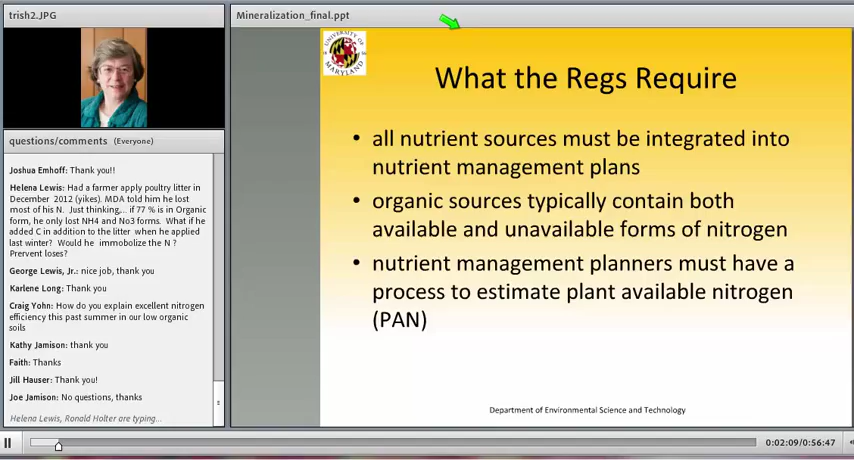 trish2.JPG
Mineralization_final.ppt
UNIVERSITY OF
MARYLAND
What the Regs Require
• all nutrient sources must be integrated into
nutrient management plans
• organic sources typically contain both
available and unavailable forms of nitrogen
• nutrient management planners must have a
process to estimate plant available nitrogen
(PAN)
Department of Environmental Science and Technology
questions/comments (Everyone)
Joshua Emhoff: Thank you!!
Helena Lewis: Had a farmer apply poultry litter in
December 2012 (yikes). MDA told him he lost
most of his N. Just thinking,... if 77 % is in Organic
form, he only lost NH4 and No3 forms. What if he
added C in addition to the litter when he applied
last winter? Would he immobilize the N ?
Prervent loses?
George Lewis, Jr.: nice job, thank you
Karlene Long: Thank you
Craig Yohn: How do you explain excellent nitrogen
efficiency this past summer in our low organic
soils
Kathy Jamison: thank you
Faith: Thanks
Jill Hauser: Thank you!
Joe Jamison: No questions, thanks
Helena Lewis, Ronald Holter are typing...
0:02:09/0:56:47